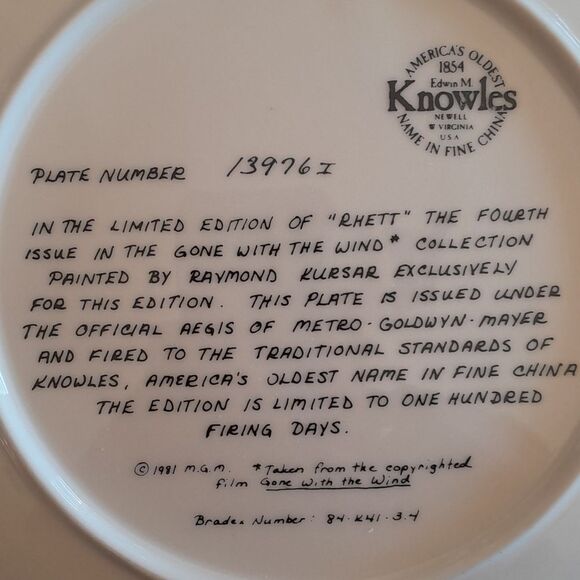 AMERICA'S OLDEST
1854
Edwin M.
Knowles
NEWELL
W VIRGINIA
USA
NAME IN FINE CHINA
PLATE NUMBER 13976 I
IN THE LIMITED EDITION OF "RHETT" THE FOURTH
ISSUE IN THE GONE WITH THE WIND* COLLECTION
PAINTED BY RAYMOND KURSAR EXCLUSIVELY
FOR THIS EDITION. THIS PLATE IS ISSUED UNDER
THE OFFICIAL AEGIS OF METRO-GOLDWYN-MAYER
AND FIRED TO THE TRADITIONAL STANDARDS OF
KNOWLES, AMERICA'S OLDEST NAME IN FINE CHINA
THE EDITION IS LIMITED TO ONE HUNDRED
FIRING DAYS.
© 1981 M.G.M. *Taken from the copyrighted
film Gone With the Wind
Bradex Number: 84-K41-3.4